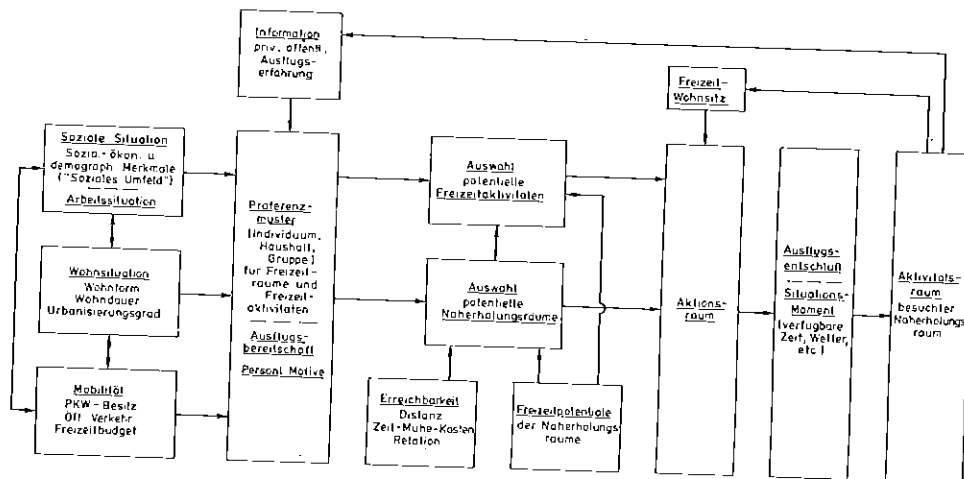 Information
priv, öffentl,
Ausflugs-
erfahrung
Freizeit-
Wohnsitz
Soziale Situation
Sozia.-ökon. u
demograph Merkmale
("Soziales Umfeld")
Arbeitssituation
Wohnsituation
Wohnform
Wohndauer
Urbanisierungsgrad
Mobilität
PKW-Besitz
Öff Verkehr
Freizeitbudget
Präferenz-
muster
(Individuum,
Haushalt,
Gruppe)
für Freizeit-
räume und
Freizeit-
aktivitäten
Ausflugs-
bereitschaft
Persönl Motive
Auswahl
potentielle
Freizeitaktivitäten
Auswahl
potentielle
Naherholungsräume
Erreichbarkeit
Distanz
Zeit-Mühe-Kosten
Relation
Freizeitpotentiale
der Naherholungs
räume
Aktions-
raum
Ausflugs-
entschluß
Situations-
Moment
(verfügbare
Zeit, Wetter,
etc)
Aktivitäts-
raum
besuchter
Naherholungs
raum